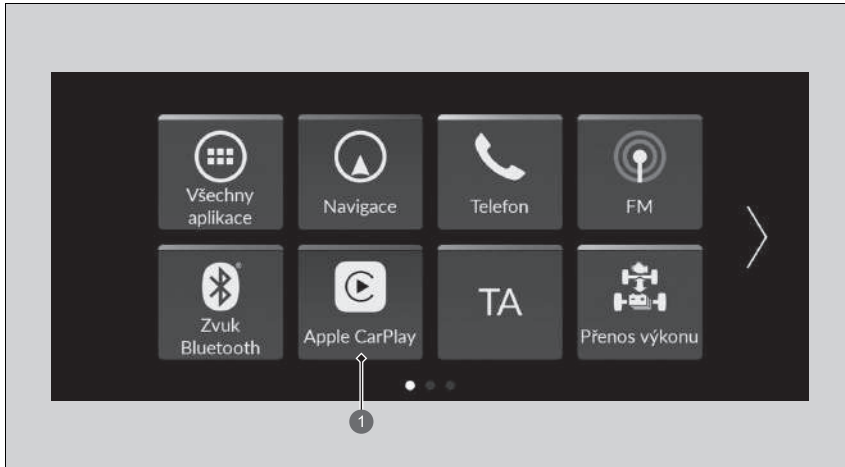 Všechny
aplikace
Navigace
Telefon
FM
Zvuk
Bluetooth
Apple CarPlay
TA
Přenos výkonu
1